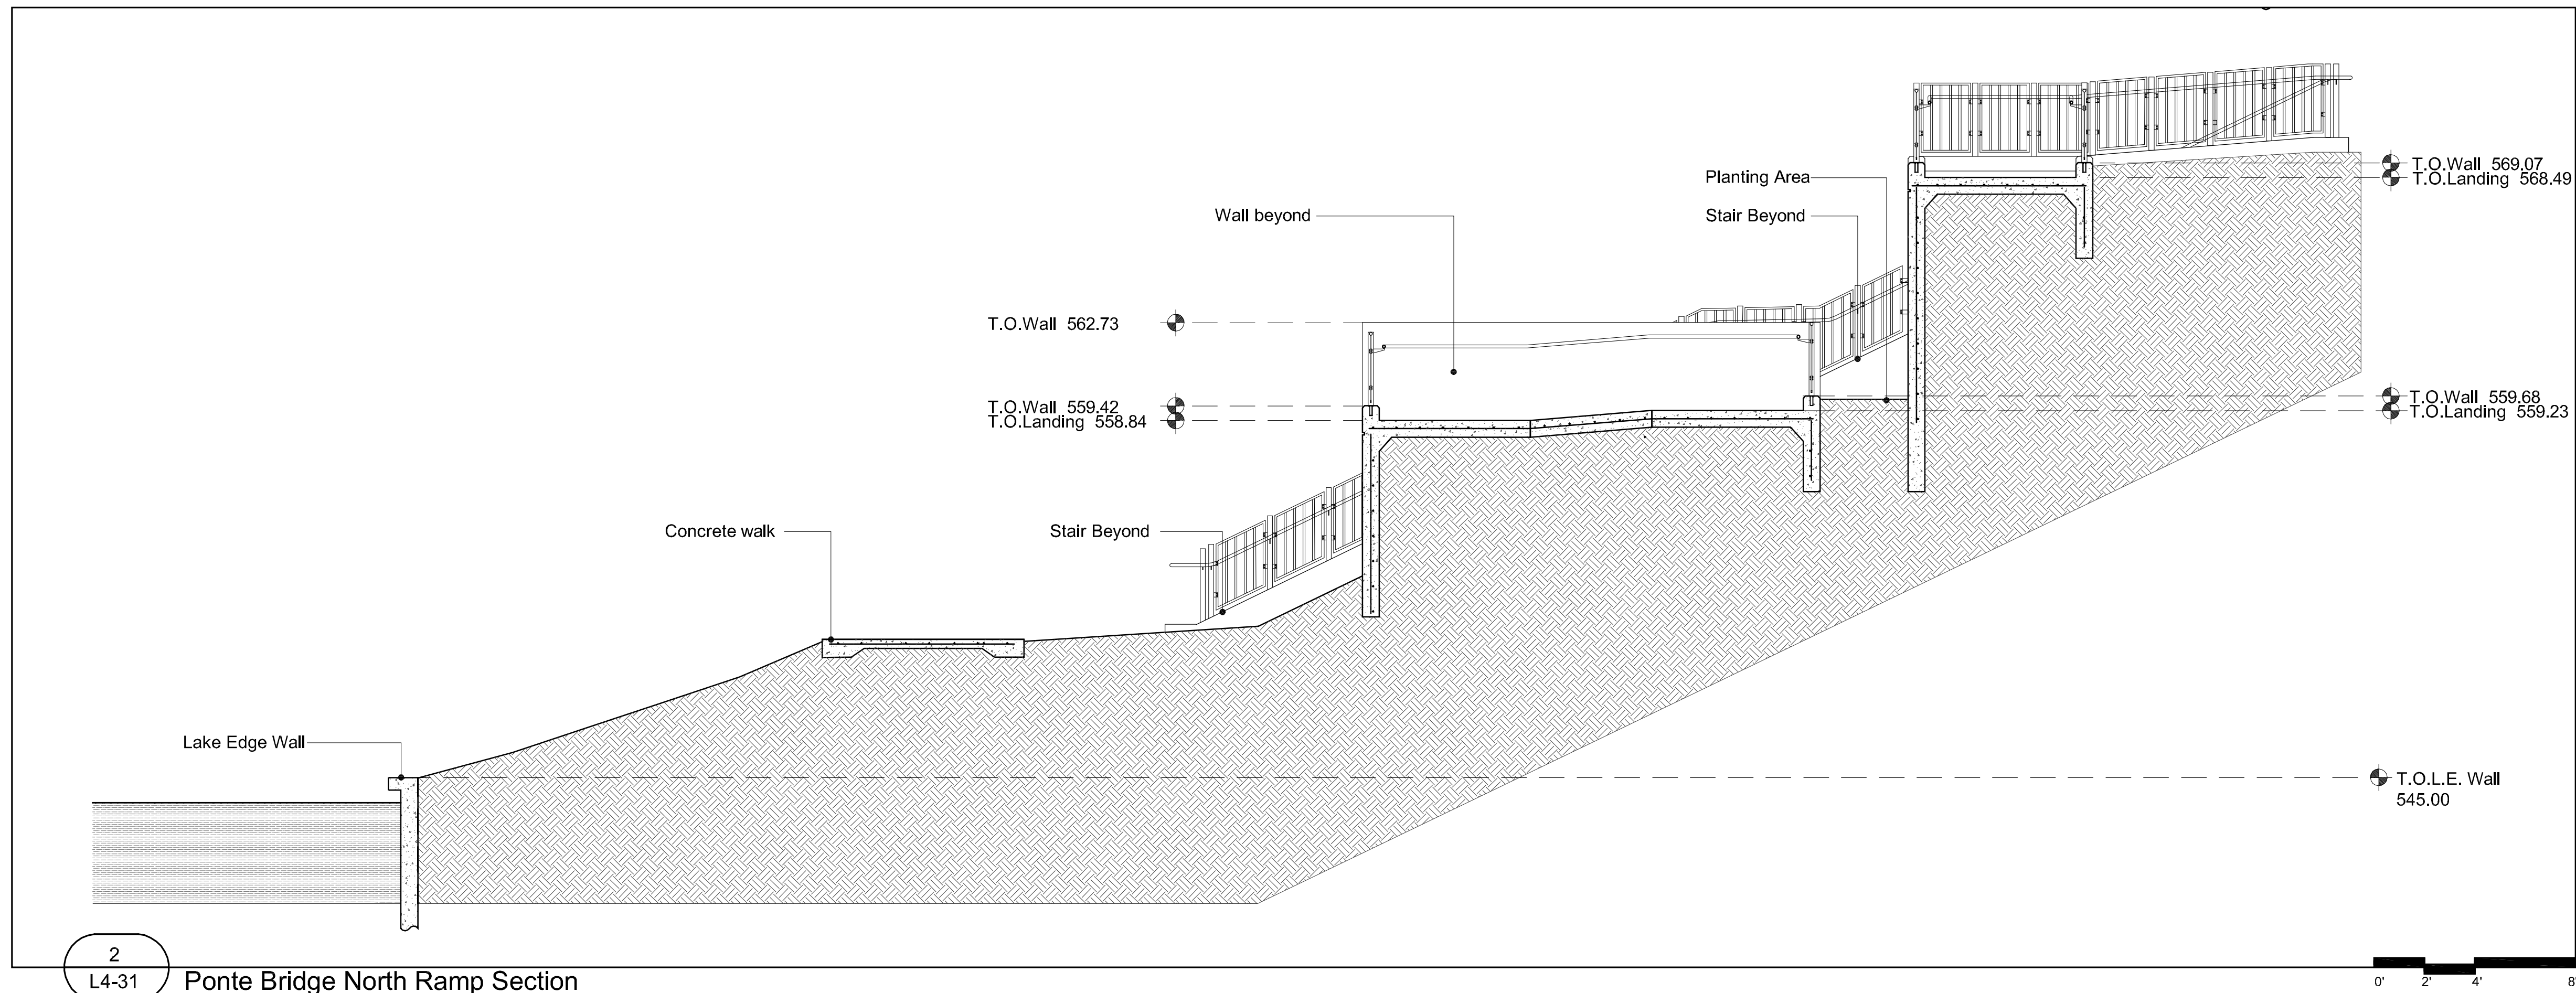 T.O.Wall 569.07
Planting Area
T.O.Landing 568.49
Wall beyond
Stair Beyond
T.O.Wall 562.73
T.O.Wall 559.68
T.O.Wall 559.42
T.O.Landing 559.23
T.O.Landing 558.84
Concrete walk
Stair Beyond
Lake Edge Wall
T.O.L.E. Wall
545.00
2
L4-31
Ponte Bridge North Ramp Section
0' 2' 4' 8'